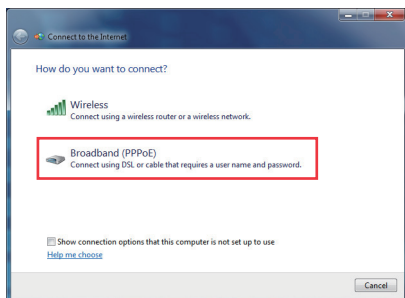 Connect to the Internet
How do you want to connect?
Wireless
Connect using a wireless router or a wireless network.
Broadband (PPPoE)
Connect using DSL or cable that requires a user name and password.
Show connection options that this computer is not set up to use
Help me choose
Cancel